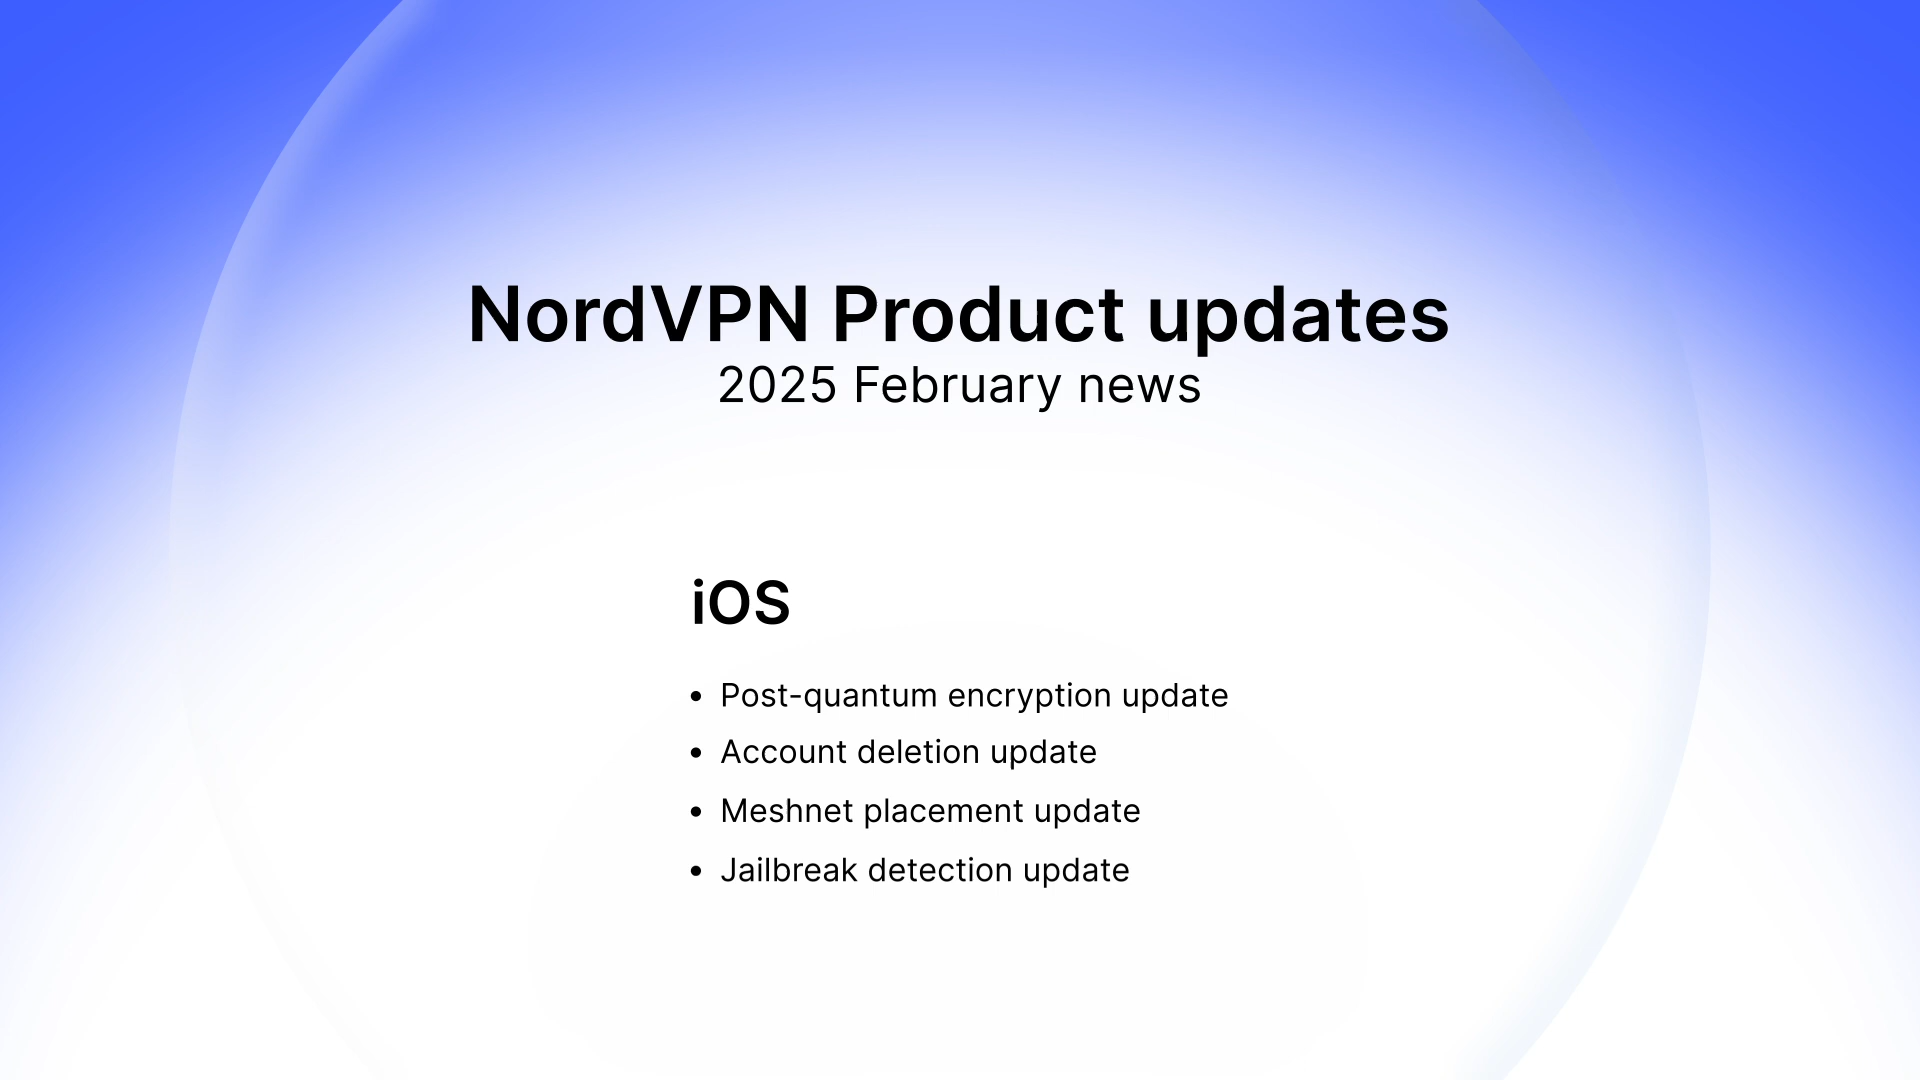 NordVPN Product updates
2025 February news
iOS
• Post-quantum encryption update
• Account deletion update
• Meshnet placement update
• Jailbreak detection update